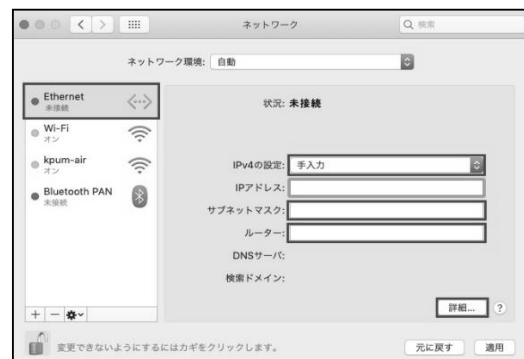 ネットワーク
検索
ネットワーク環境: 自動
Ethernet
未接続
Wi-Fi
オン
kpum-air
オン
Bluetooth PAN
未接続
状況: 未接続
IPv4の設定: 手入力
IPアドレス:
サブネットマスク:
ルーター:
DNSサーバ:
検索ドメイン:
詳細...
?
変更できないようにするにはカギをクリックします。
元に戻す
適用